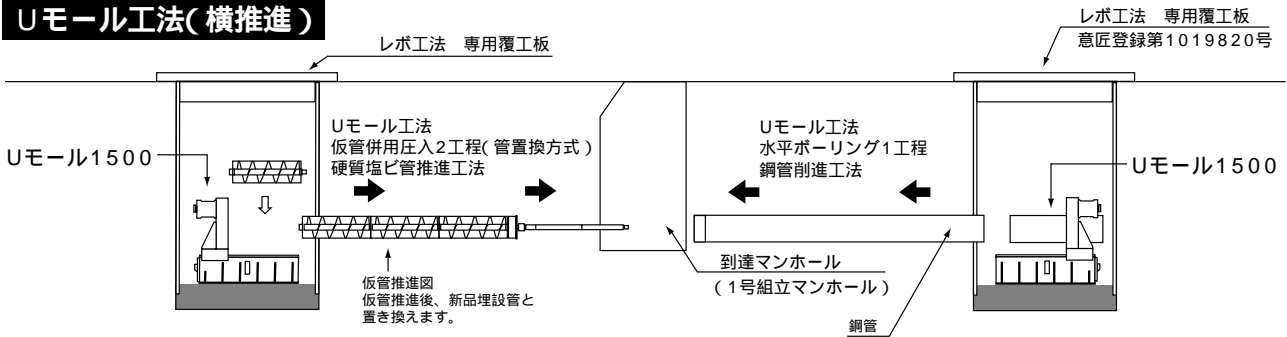 Uモール工法(横推進)
レボ工法 専用覆工板
レボ工法 専用覆工板
意匠登録第1019820号
Uモール1500
Uモール工法
仮管併用圧入2工程(管置換方式)
硬質塩ビ管推進工法
Uモール工法
水平ボーリング1工程
鋼管削進工法
Uモール1500
仮管推進図
仮管推進後、新品埋設管と
置き換えます。
到達マンホール
(1号組立マンホール)
鋼管